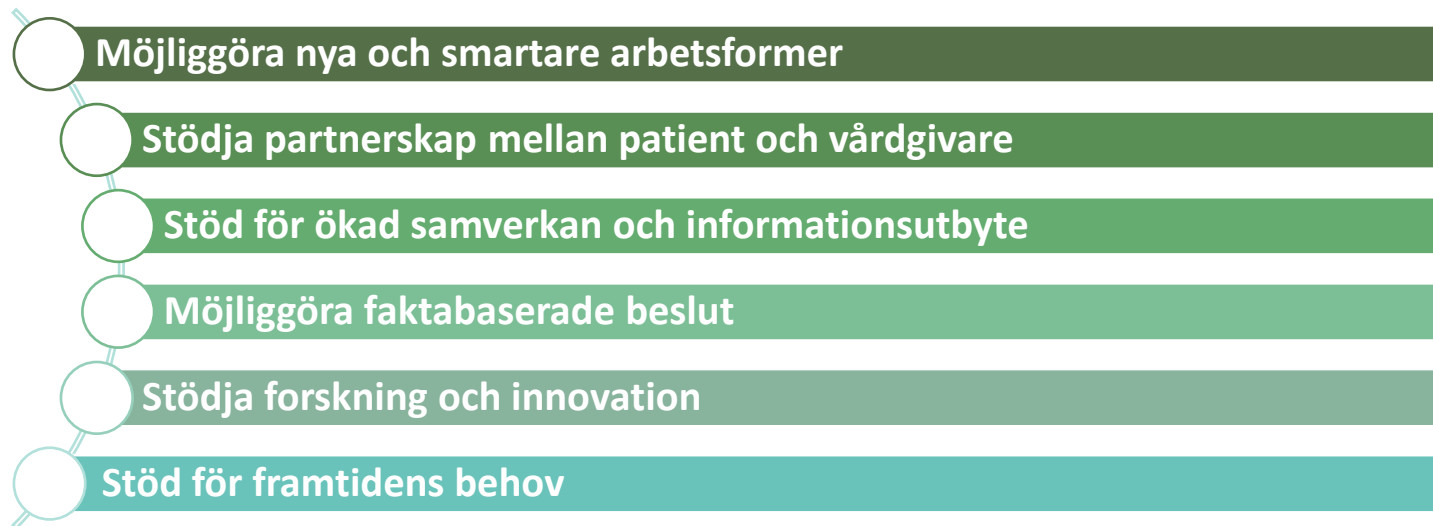 Möjliggöra nya och smartare arbetsformer
Stödja partnerskap mellan patient och vårdgivare
Stöd för ökad samverkan och informationsutbyte
Möjliggöra faktabaserade beslut
Stödja forskning och innovation
Stöd för framtidens behov